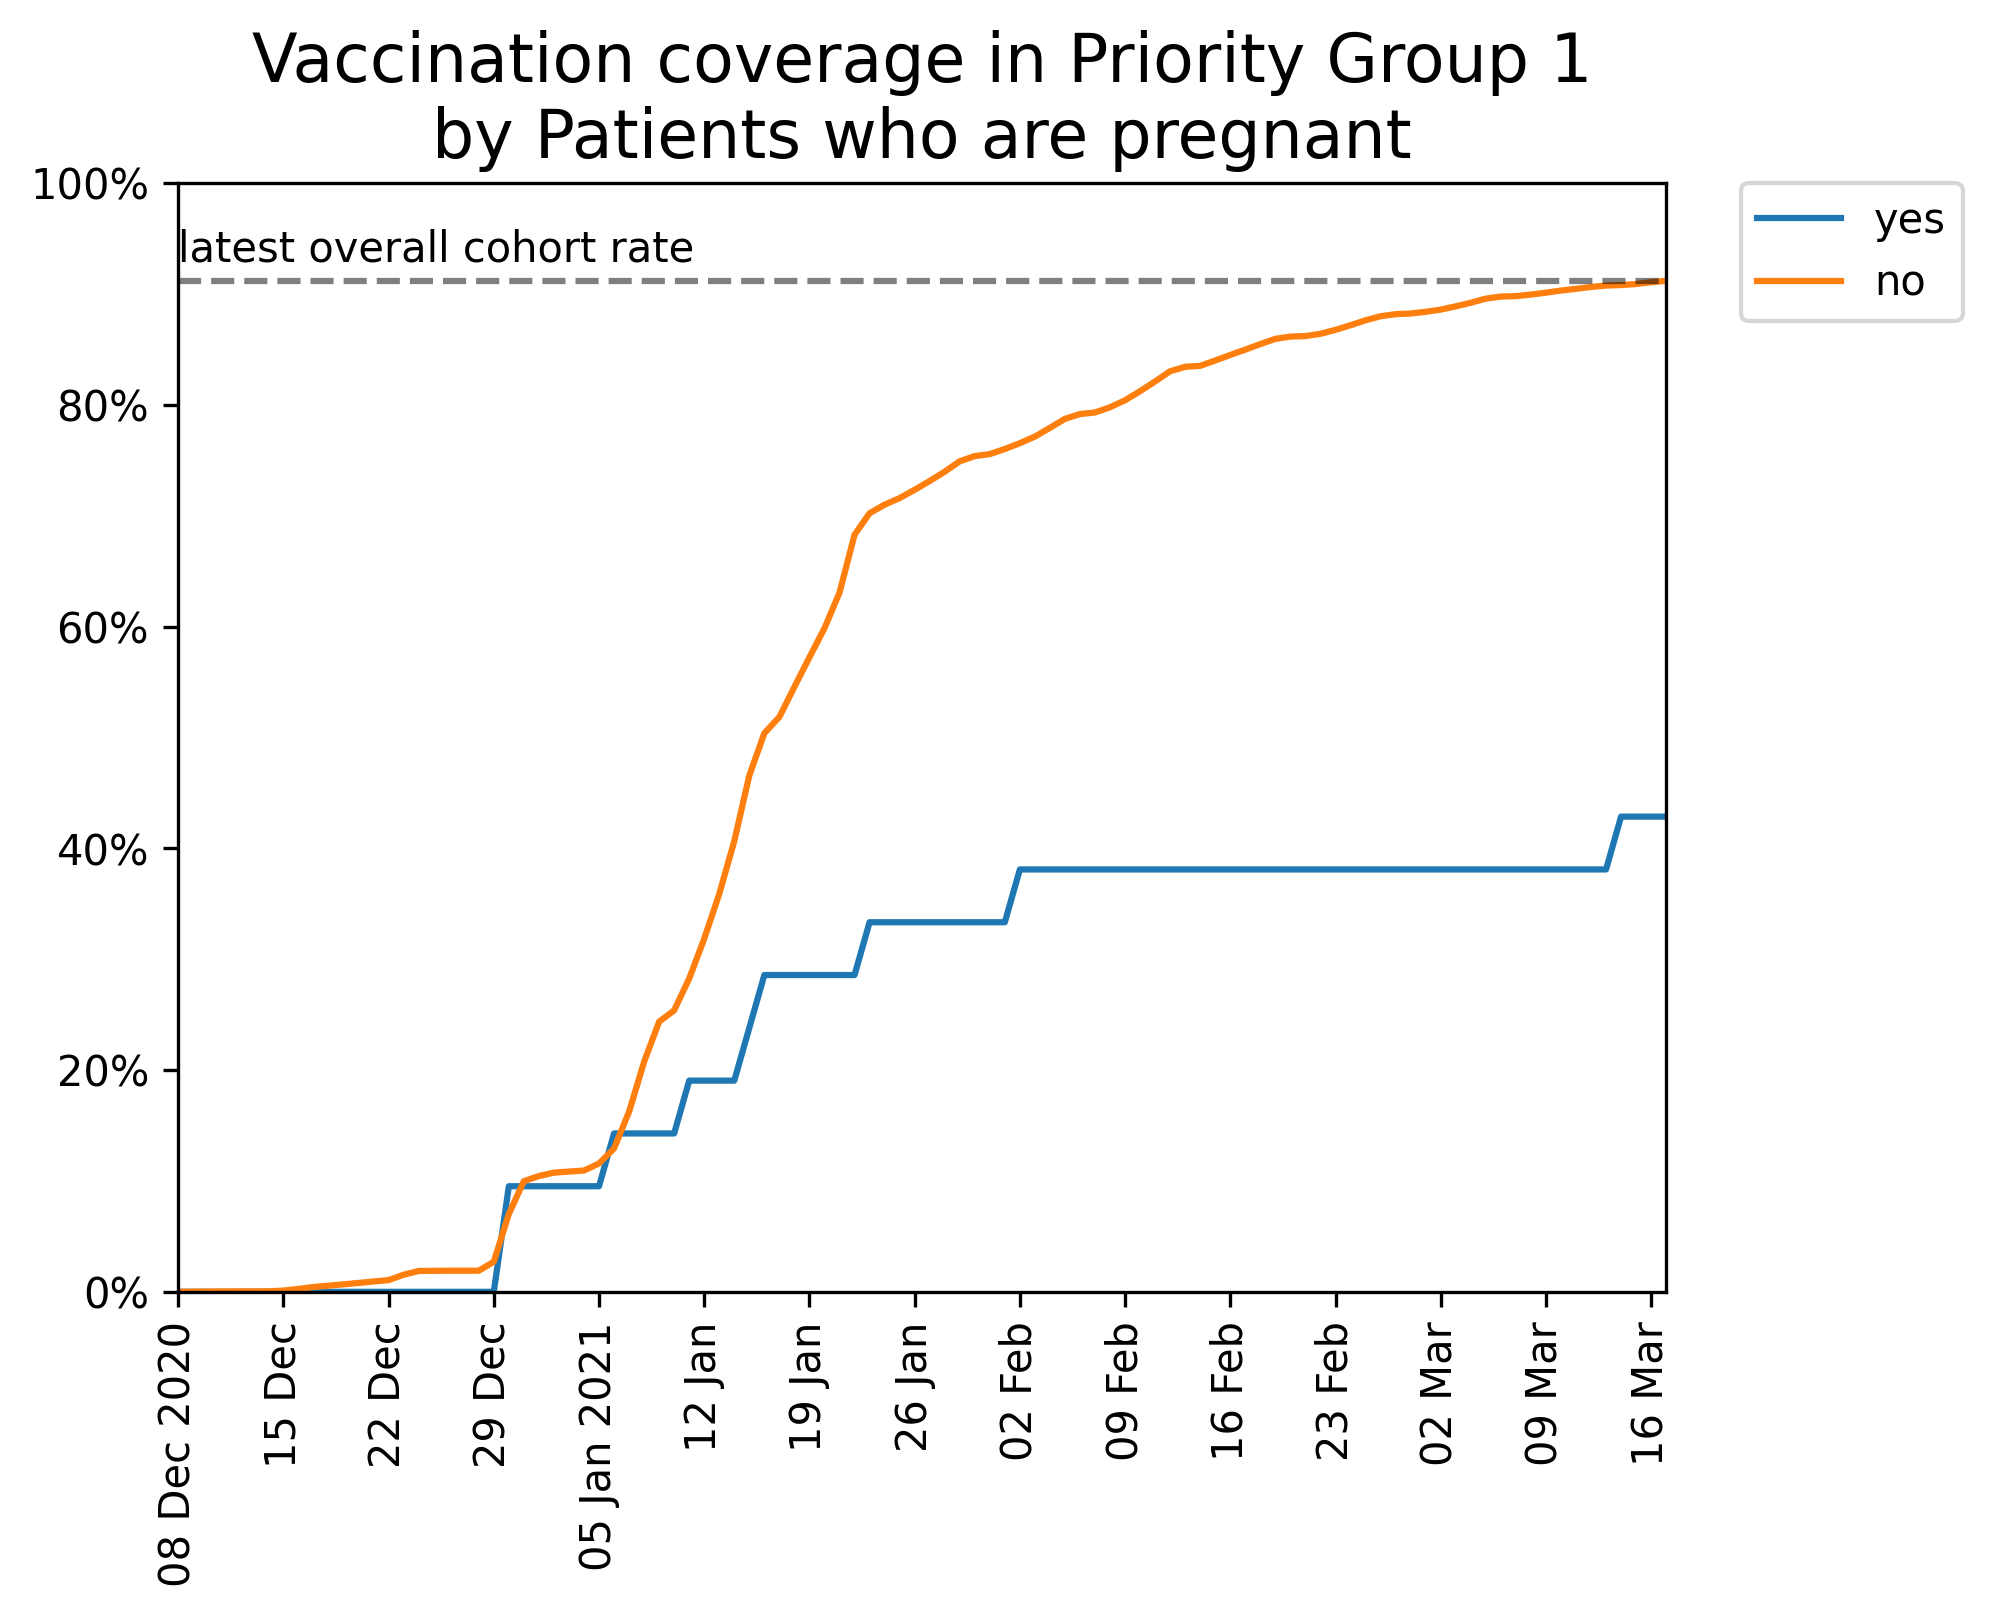 Vaccination coverage in Priority Group 1
by Patients who are pregnant
100%
80%
60%
40%
20%
0%
latest overall cohort rate
yes
no
08 Dec 2020
15 Dec
22 Dec
29 Dec
05 Jan 2021
12 Jan
19 Jan
26 Jan
02 Feb
09 Feb
16 Feb
23 Feb
02 Mar
09 Mar
16 Mar